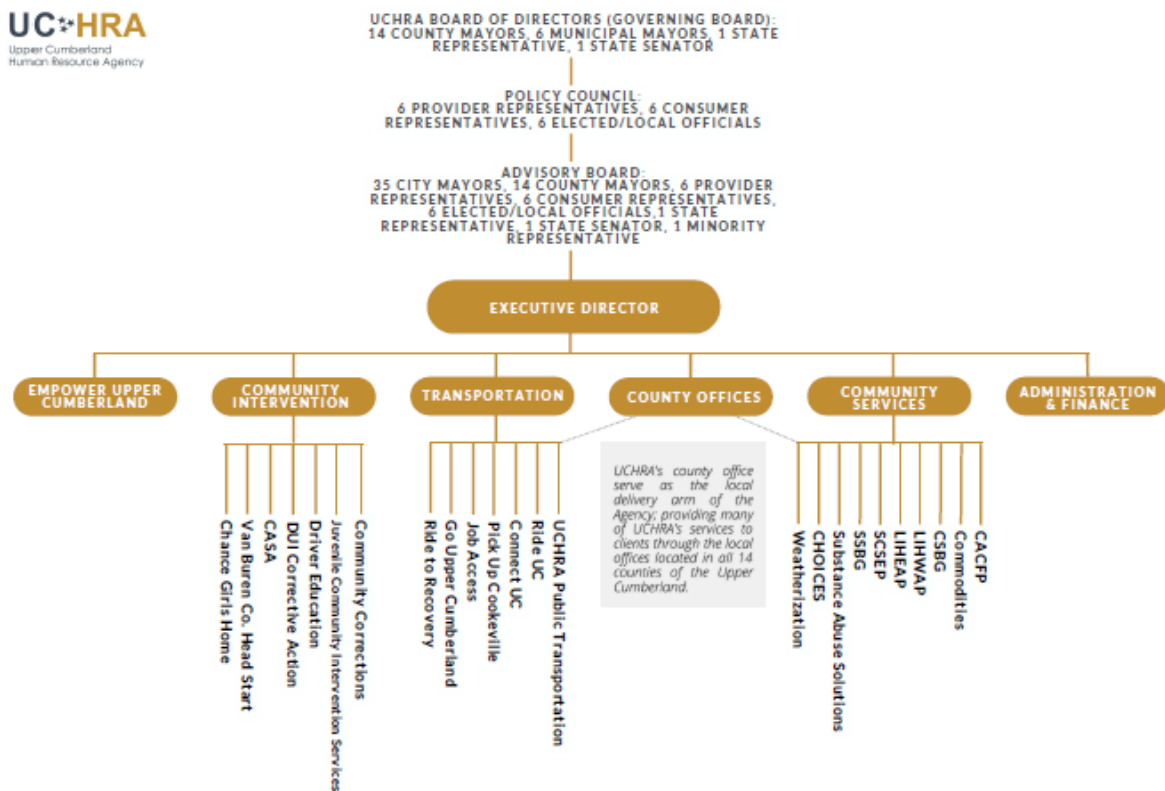 UC HRA
Upper Cumberland
Human Resource Agency
UCHRA BOARD OF DIRECTORS (GOVERNING BOARD):
14 COUNTY MAYORS, 6 MUNICIPAL MAYORS, 1 STATE
REPRESENTATIVE, 1 STATE SENATOR
POLICY COUNCIL:
6 PROVIDER REPRESENTATIVES, 6 CONSUMER
REPRESENTATIVES, 6 ELECTED/LOCAL OFFICIALS
ADVISORY BOARD:
35 CITY MAYORS, 14 COUNTY MAYORS, 6 PROVIDER
REPRESENTATIVES, 6 CONSUMER REPRESENTATIVES,
6 ELECTED/LOCAL OFFICIALS,1 STATE
REPRESENTATIVE, 1 STATE SENATOR, 1 MINORITY
REPRESENTATIVE
EXECUTIVE DIRECTOR
EMPOWER UPPER
CUMBERLAND
COMMUNITY
INTERVENTION
TRANSPORTATION
COUNTY OFFICES
COMMUNITY
SERVICES
ADMINISTRATION
& FINANCE
Chance Girls Home
Van Buren Co. Head Start
CASA
DUI Corrective Action
Driver Education
Juvenile Community Intervention Services
Community Corrections
Ride to Recovery
Go Upper Cumberland
Job Access
Pick Up Cookeville
Connect UC
Ride UC
UCHRA Public Transportation
UCHRA's county office
serve as the local
delivery arm of the
Agency; providing many
of UCHRA's services to
clients through the local
offices located in all 14
counties of the Upper
Cumberland.
Weatherization
CHOICES
Substance Abuse Solutions
SSBG
SCSEP
LIHEAP
LIHWAP
CSBG
Commodities
CACFP